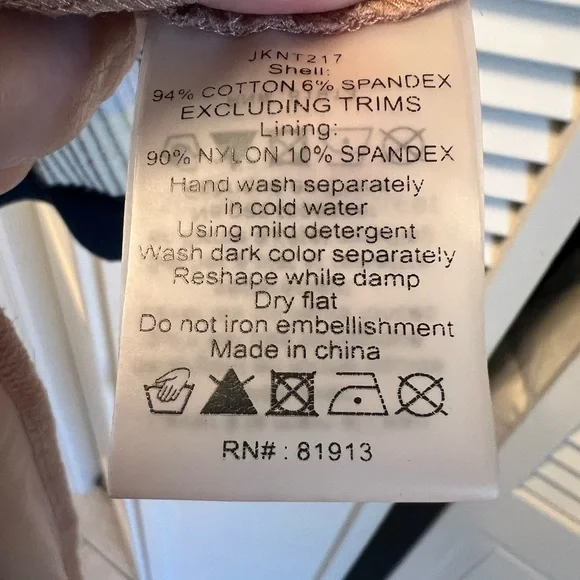 JKNT217
Shell:
94% COTTON 6% SPANDEX
EXCLUDING TRIMS
Lining:
90% NYLON 10% SPANDEX
Hand wash separately
in cold water
Using mild detergent
Wash dark color separately
Reshape while damp
Dry flat
Do not iron embellishment
Made in china
RN# : 81913